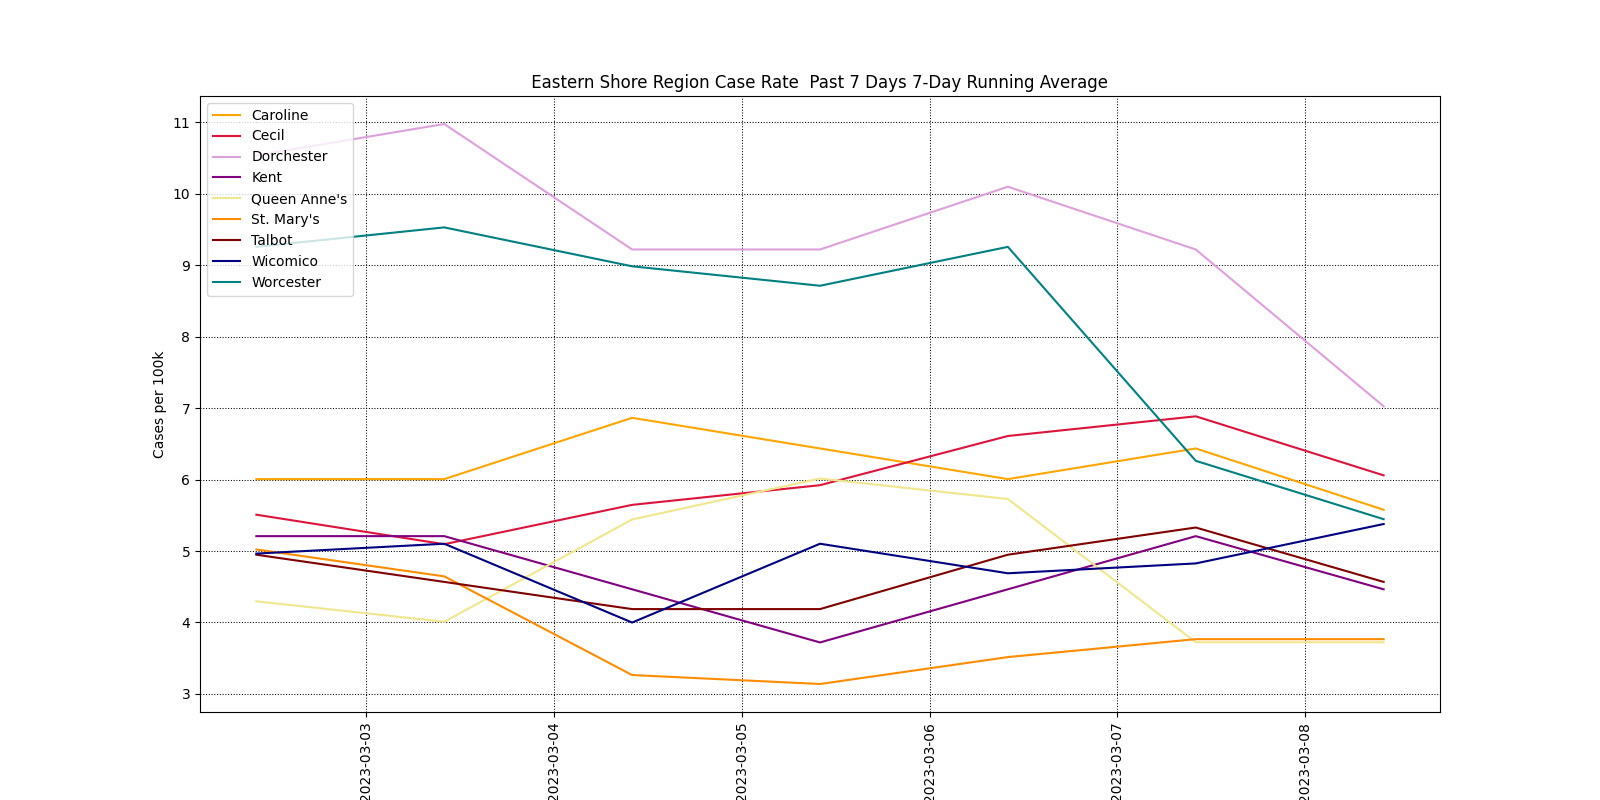 Eastern Shore Region Case Rate  Past 7 Days 7-Day Running Average
Caroline
Cecil
Dorchester
Kent
Queen Anne's
St. Mary's
Talbot
Wicomico
Worcester
Cases per 100k
11
10
9
8
7
6
5
4
3
2023-03-03
2023-03-04
2023-03-05
2023-03-06
2023-03-07
2023-03-08